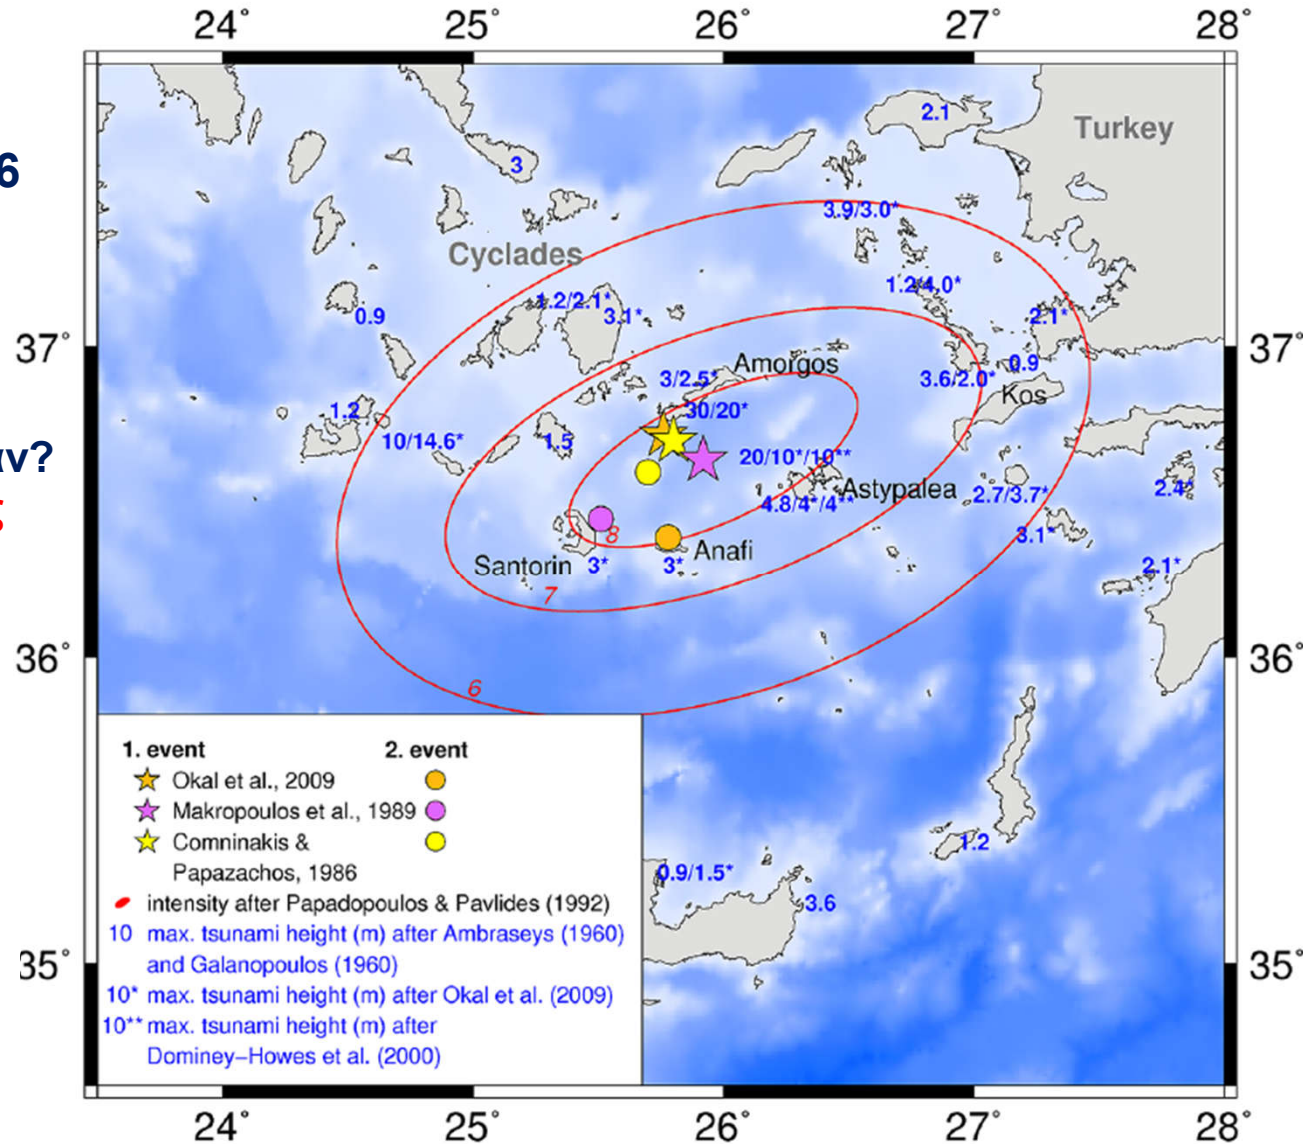 24° 25° 26° 27° 28°
6
2.1
Turkey
3
3.9/3.0*
Cyclades
1.2/4.0*
1.2/2.1*
3.1*
0.9
2.1*
37° 37°
Amorgos
0.9
3/2.5*
3.6/2.0*
Kos
30/20*
1.2
10/14.6*
1.5
20/10*/10**
αν?
ς
Astypalea
2.7/3.7*
2.4*
4.8/4*/4**
3.1*
8
Anafi
Santorin
3*
3*
2.1*
7
36° 36°
6
1. event 2. event
Okal et al., 2009
Makropoulos et al., 1989
Comninakis &
Papazachos, 1986
intensity after Papadopoulos & Pavlides (1992)
10 max. tsunami height (m) after Ambraseys (1960)
and Galanopoulos (1960)
10* max. tsunami height (m) after Okal et al. (2009)
10** max. tsunami height (m) after
Dominey–Howes et al. (2000)
1.2
0.9/1.5*
3.6
35° 35°
24° 25° 26° 27° 28°